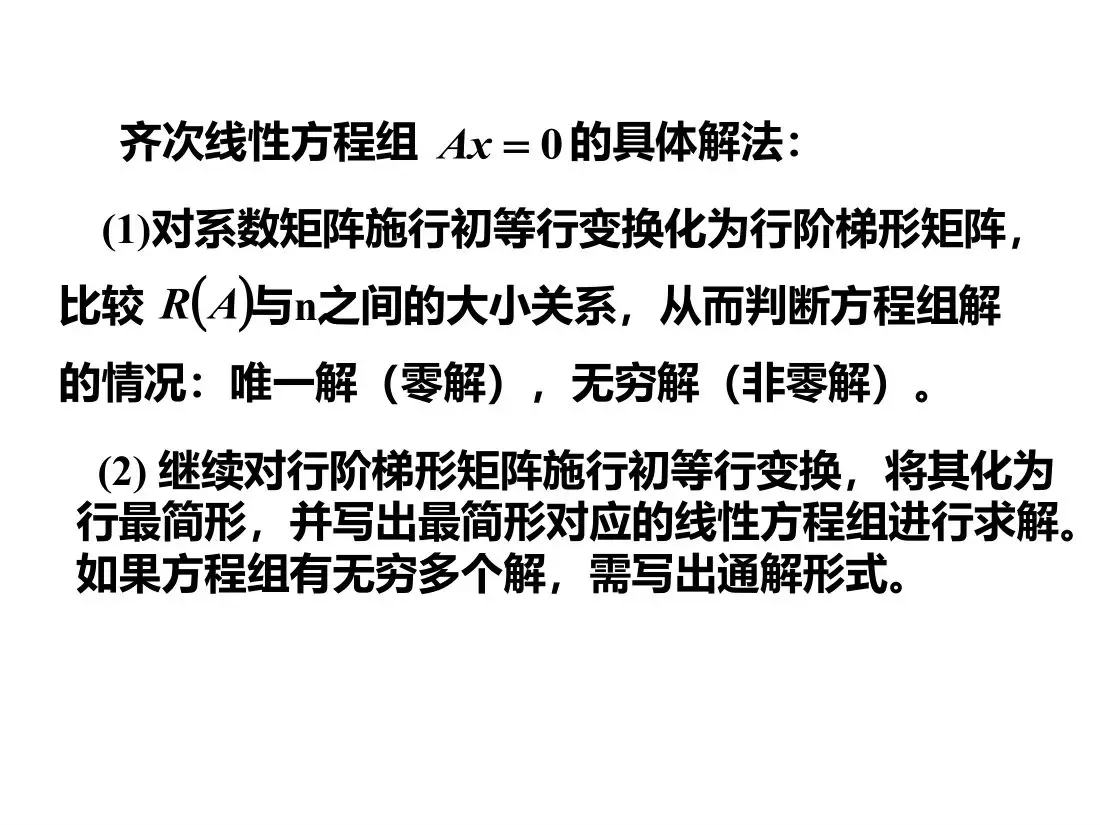 齐次线性方程组 Ax = 0 的具体解法：
(1)对系数矩阵施行初等行变换化为行阶梯形矩阵，
比较 R(A)与n之间的大小关系，从而判断方程组解
的情况：唯一解（零解），无穷解（非零解）。
(2) 继续对行阶梯形矩阵施行初等行变换，将其化为
行最简形，并写出最简形对应的线性方程组进行求解。
如果方程组有无穷多个解，需写出通解形式。